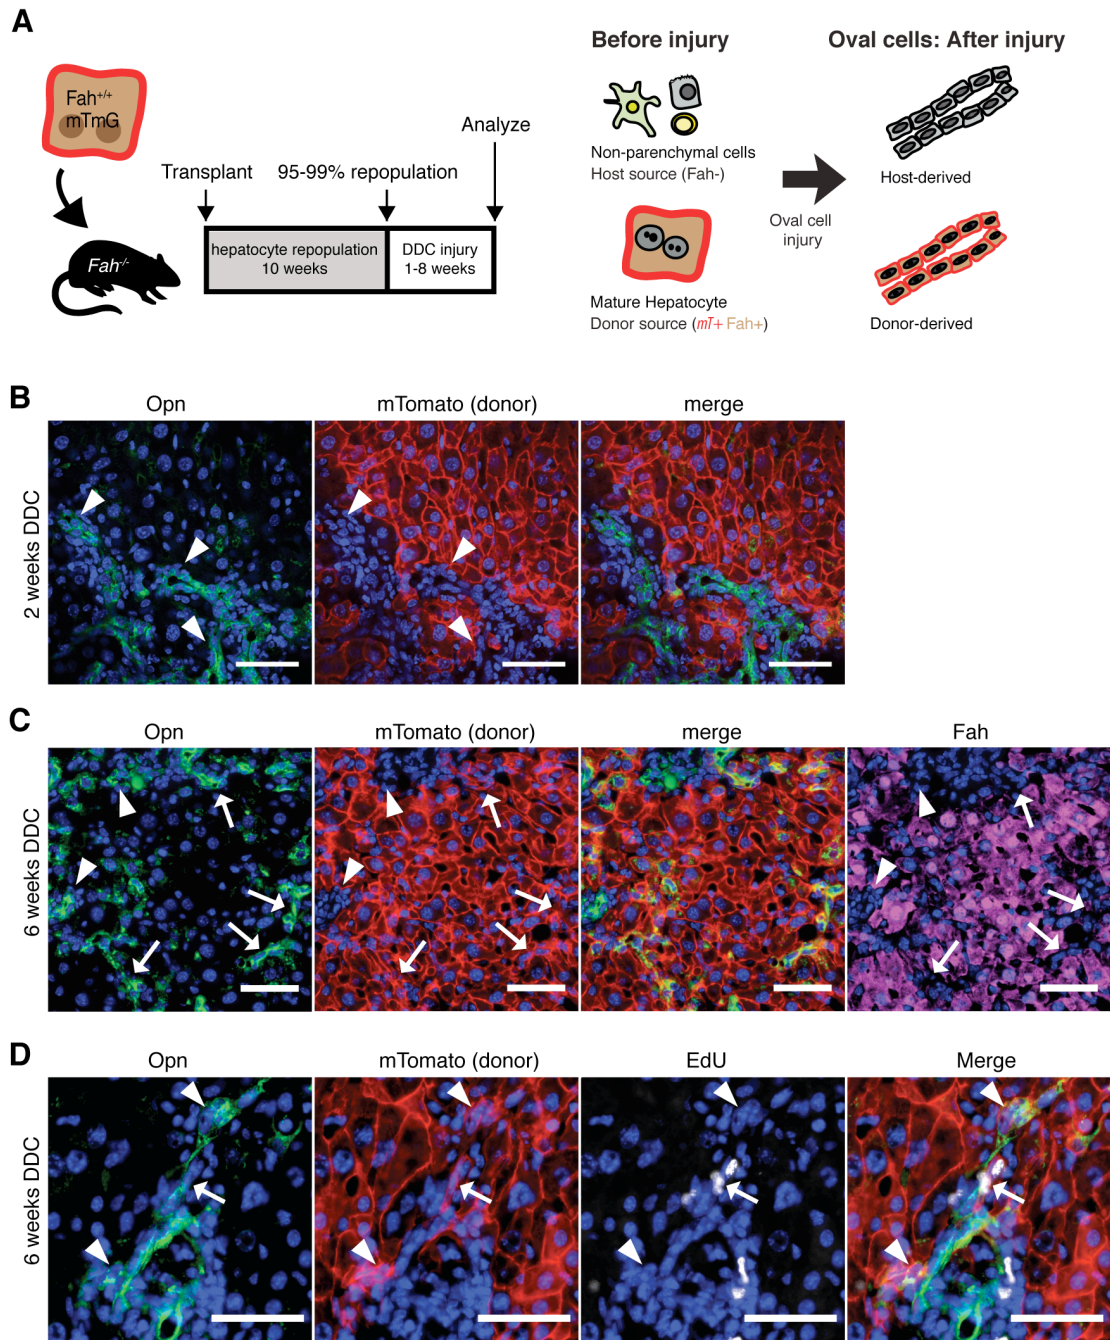 A
Before injury
Oval cells: After injury
Fah+/+
mTmG
Analyze
Transplant
95-99% repopulation
Non-parenchymal cells
Host source (Fah-)
Host-derived
Oval cell
injury
Fah-/-
hepatocyte repopulation
10 weeks
DDC injury
1-8 weeks
Mature Hepatocyte
Donor source (mT+ Fah+)
Donor-derived
B
Opn
mTomato (donor)
merge
2 weeks DDC
C
Opn
mTomato (donor)
merge
Fah
6 weeks DDC
D
Opn
mTomato (donor)
EdU
Merge
6 weeks DDC